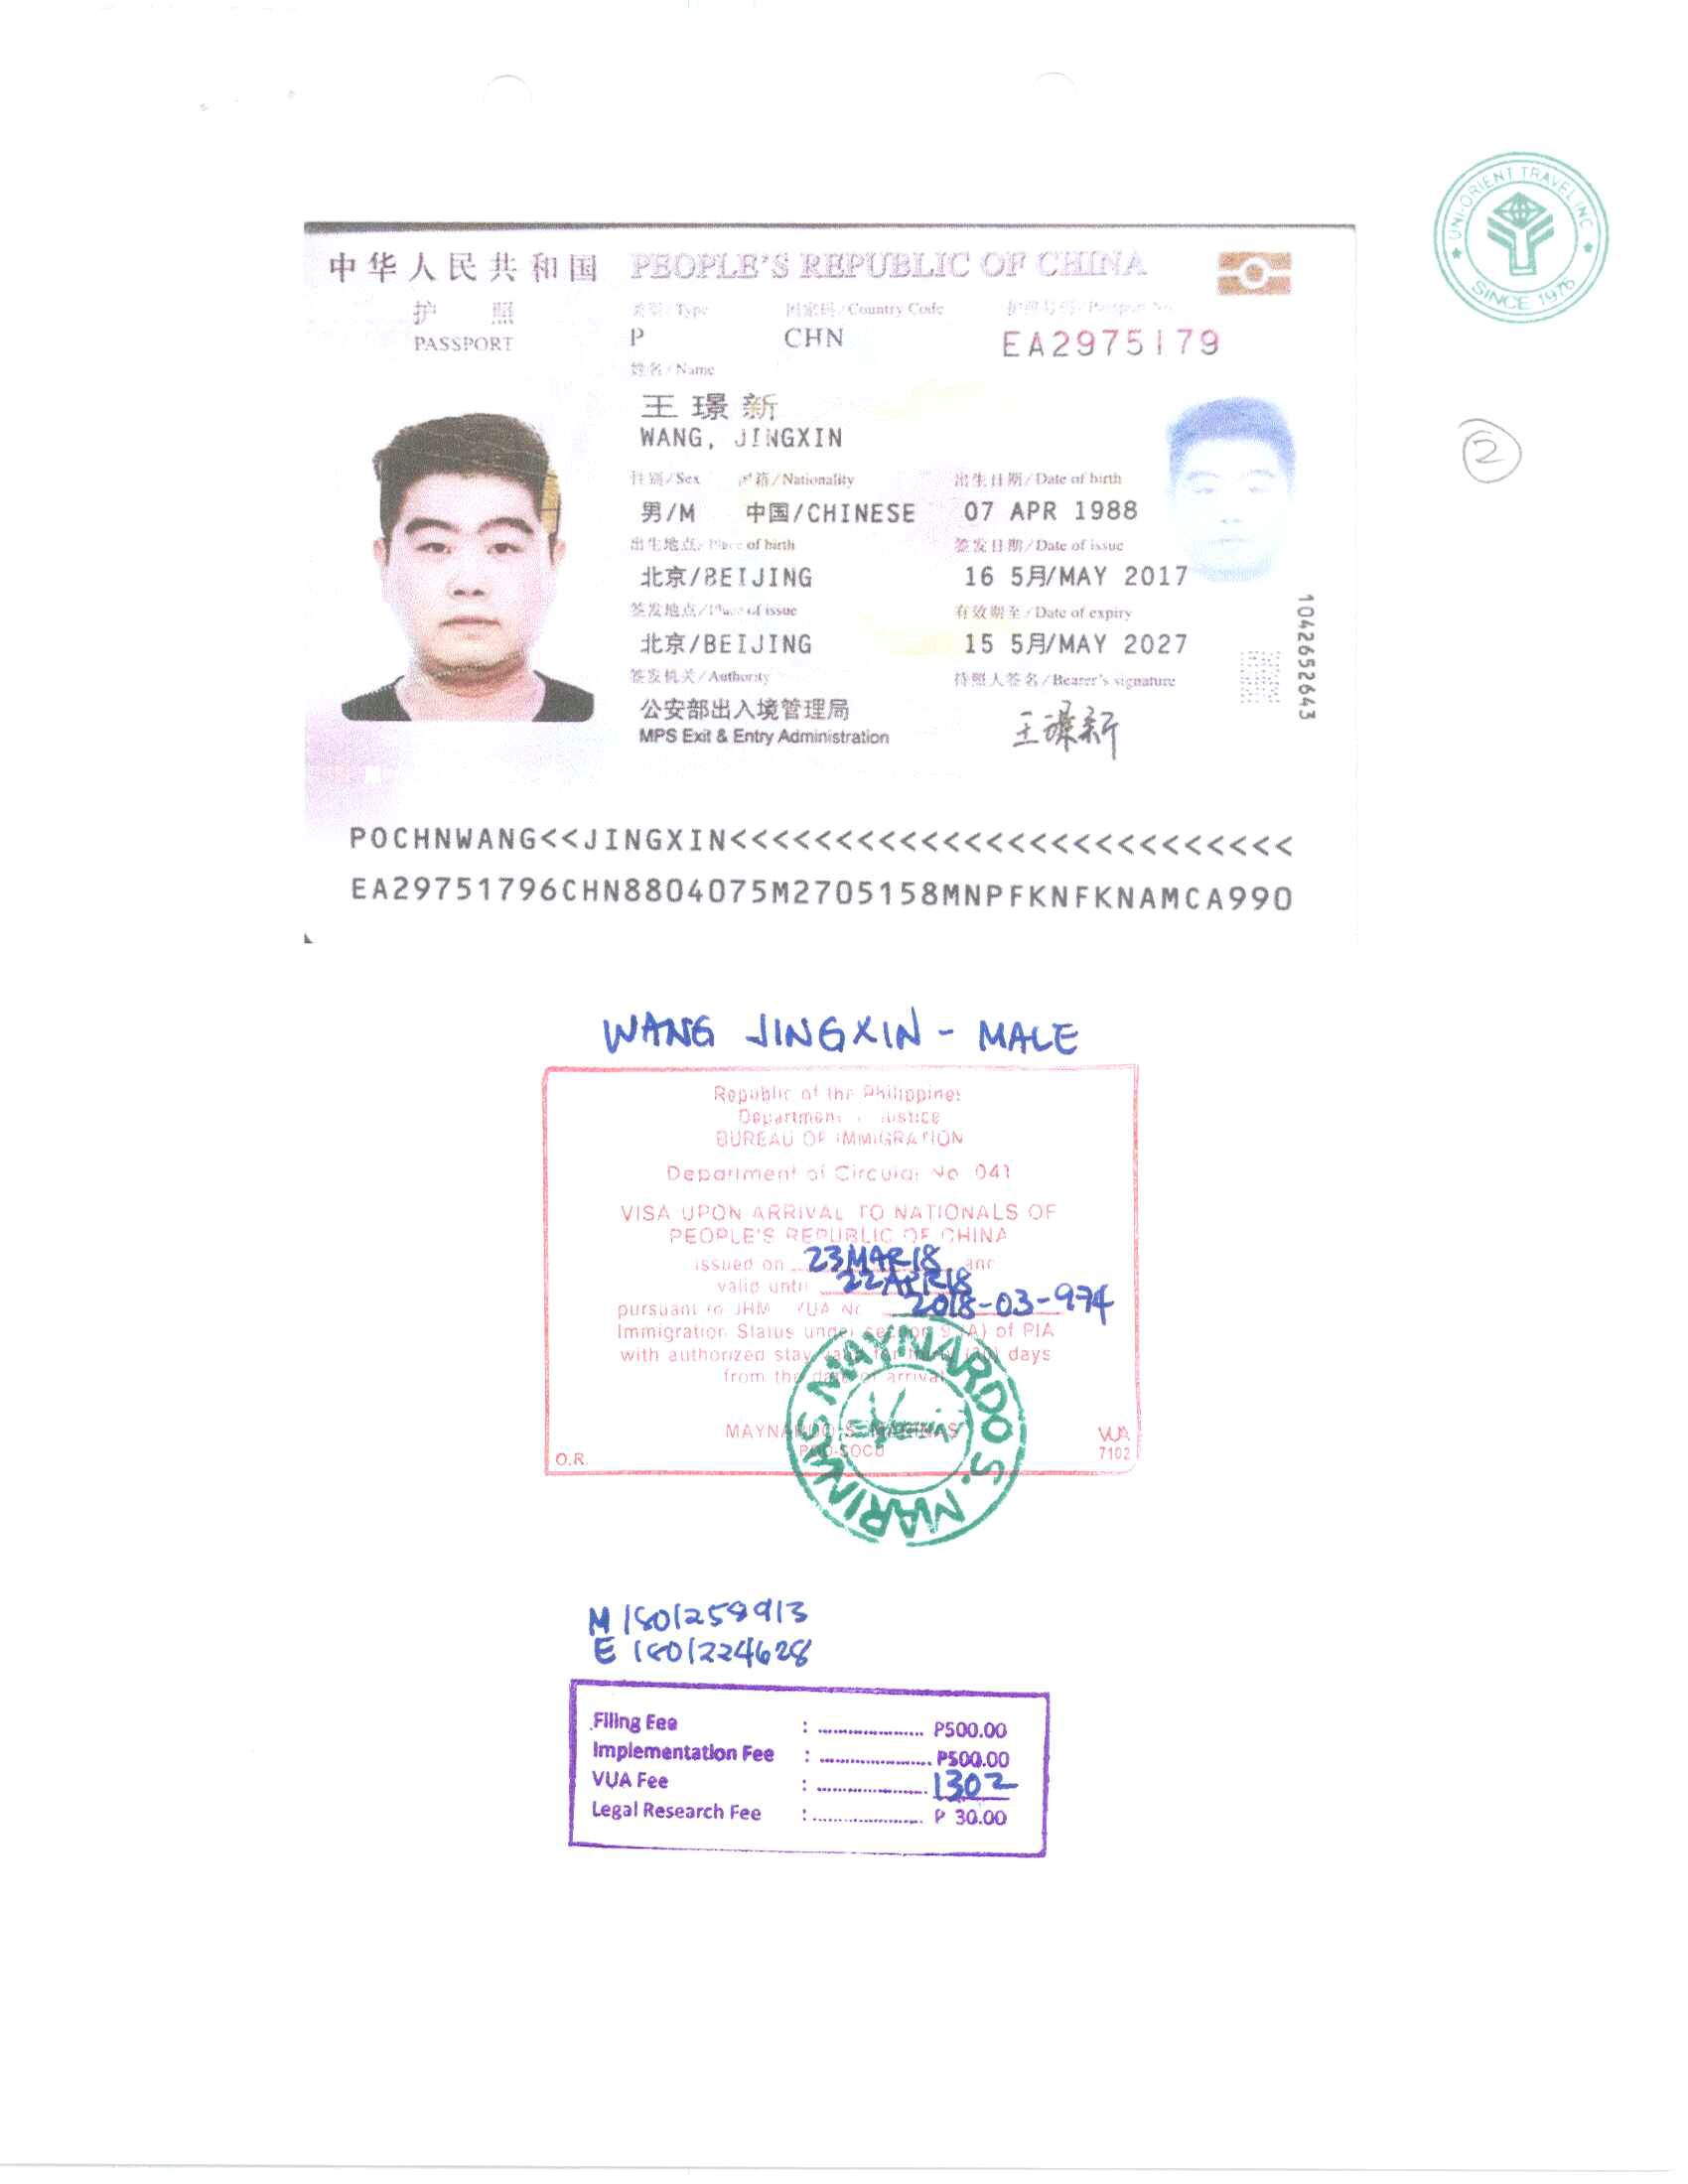 UNI-ORIENT TRAVEL INC
SINCE 1976
中华人民共和国 PEOPLE'S REPUBLIC OF CHINA
护 照
PASSPORT
类型/Type 国家码/Country Code 护照号码/Passport No
P CHN EA2975179
姓名/Name
王璟新
WANG, JINGXIN
性别/Sex 国籍/Nationality 出生日期/Date of birth
男/M 中国/CHINESE 07 APR 1988
出生地点/Place of birth 签发日期/Date of issue
北京/BEIJING 16 5月/MAY 2017
签发地点/Place of issue 有效期至/Date of expiry
北京/BEIJING 15 5月/MAY 2027
签发机关/Authority 持照人签名/Bearer's signature
公安部出入境管理局 王璟新
MPS Exit & Entry Administration
1042652643
2
POCHNWANG<<JINGXIN<<<<<<<<<<<<<<<<<<<<<<<<<<
EA29751796CHN8804075M2705158MNPFKNFKNAMCA990
WANG JINGXIN - MALE
Republic of the Philippines
Department Justice
BUREAU OF IMMIGRATION
Department of Circular No 041
VISA UPON ARRIVAL TO NATIONALS OF
PEOPLE'S REPUBLIC OF CHINA
issued on 23MAR18 and
valid until 22APR18
pursuant to JHM VUA No 2018-03-974
Immigration Status under section 9 (A) of PIA
with authorized stay valid for thirty (30) days
from the date of arrival
MAYNARDO S. MARIÑAS
O.R. VUA
7102
MAYNARDO S. MARIÑAS
M1801258913
E1801224628
Filing Fee : P500.00
Implementation Fee : P500.00
VUA Fee : 1302
Legal Research Fee : P 30.00